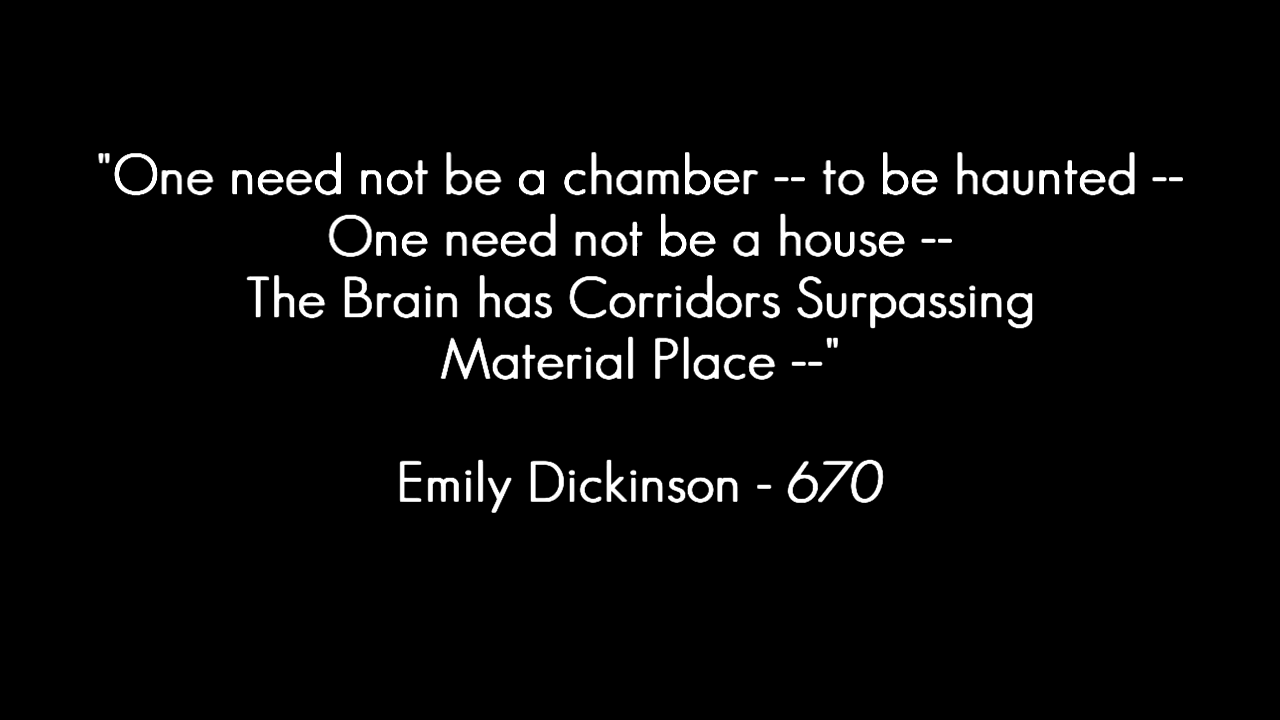 "One need not be a chamber -- to be haunted --
One need not be a house --
The Brain has Corridors Surpassing
Material Place --"
Emily Dickinson - 670